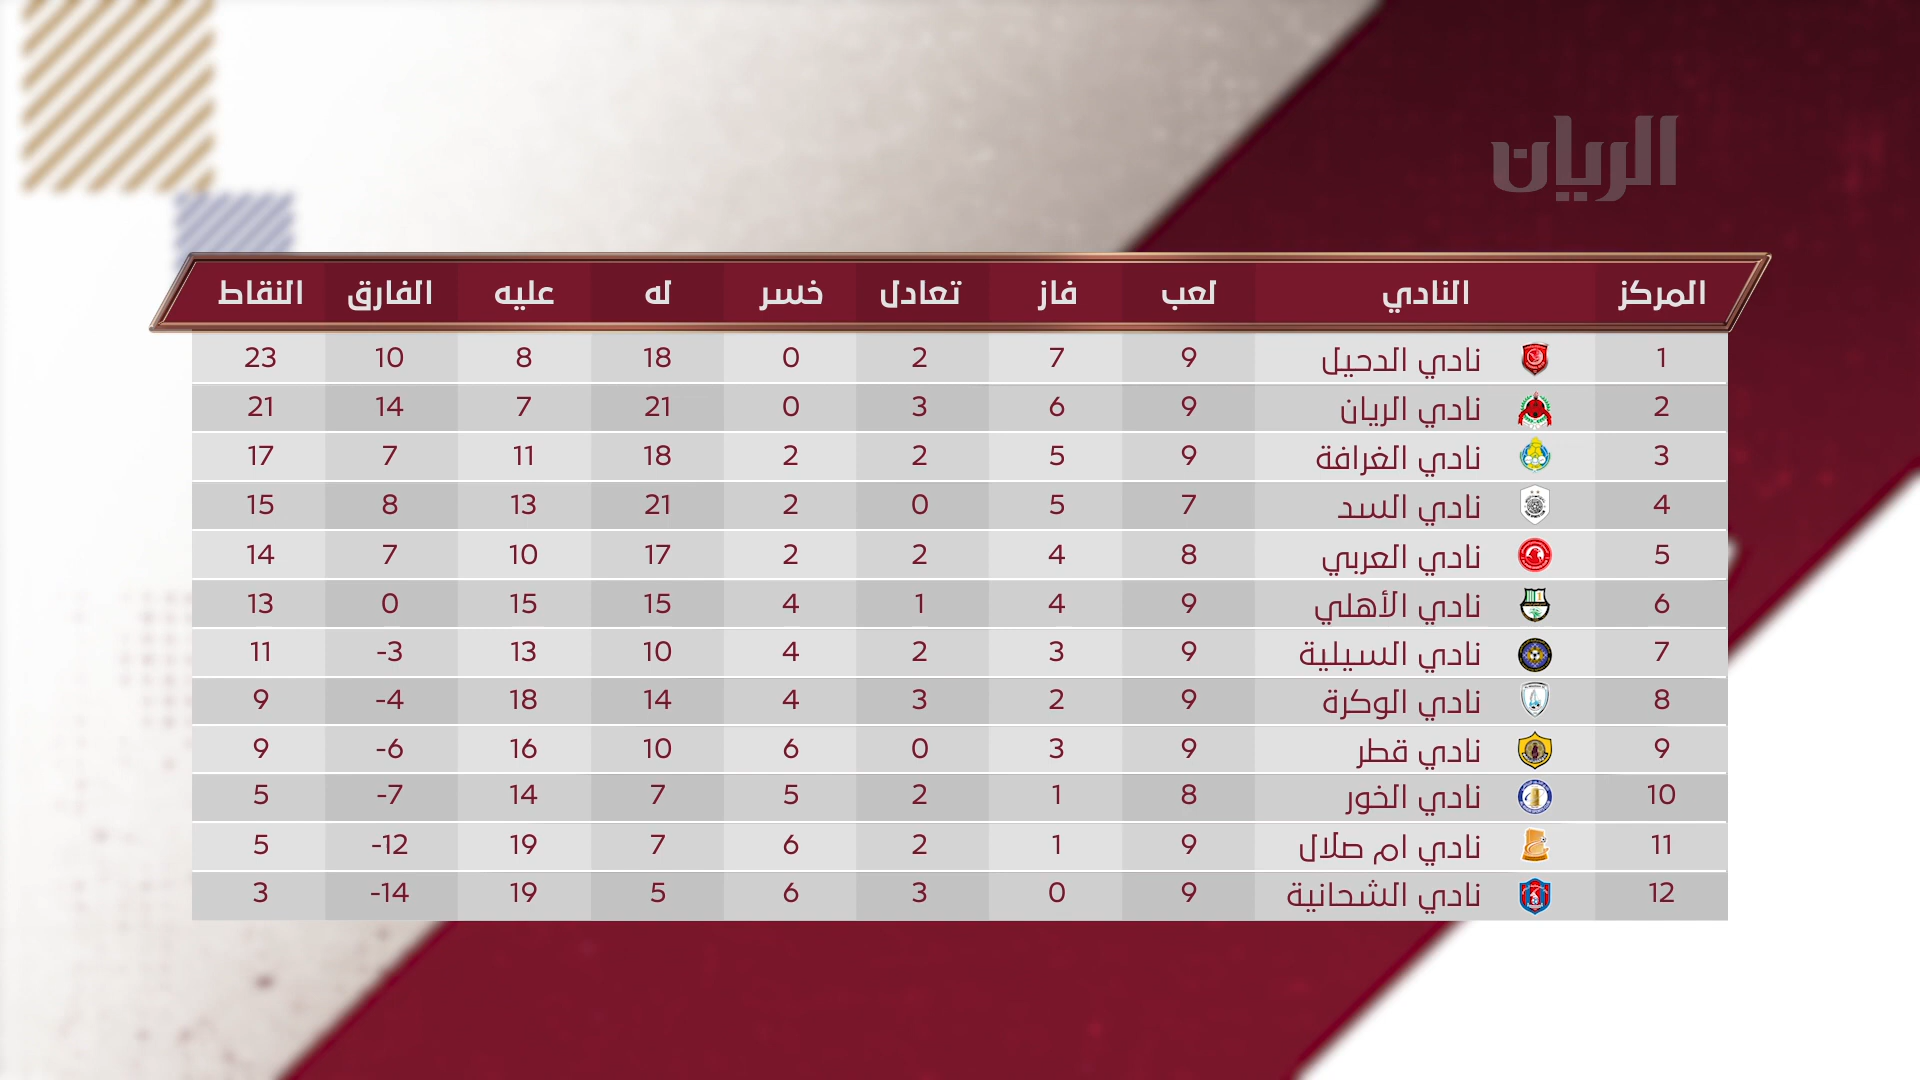 الريان
المركز النادي لعب فاز تعادل خسر له عليه الفارق النقاط
1 نادي الدحيل 9 7 2 0 18 8 10 23
2 نادي الريان 9 6 3 0 21 7 14 21
3 نادي الغرافة 9 5 2 2 18 11 7 17
4 نادي السد 7 5 0 2 21 13 8 15
5 نادي العربي 8 4 2 2 17 10 7 14
6 نادي الأهلي 9 4 1 4 15 15 0 13
7 نادي السيلية 9 3 2 4 10 13 -3 11
8 نادي الوكرة 9 2 3 4 14 18 -4 9
9 نادي قطر 9 3 0 6 10 16 -6 9
10 نادي الخور 8 1 2 5 7 14 -7 5
11 نادي ام صلال 9 1 2 6 7 19 -12 5
12 نادي الشحانية 9 0 3 6 5 19 -14 3